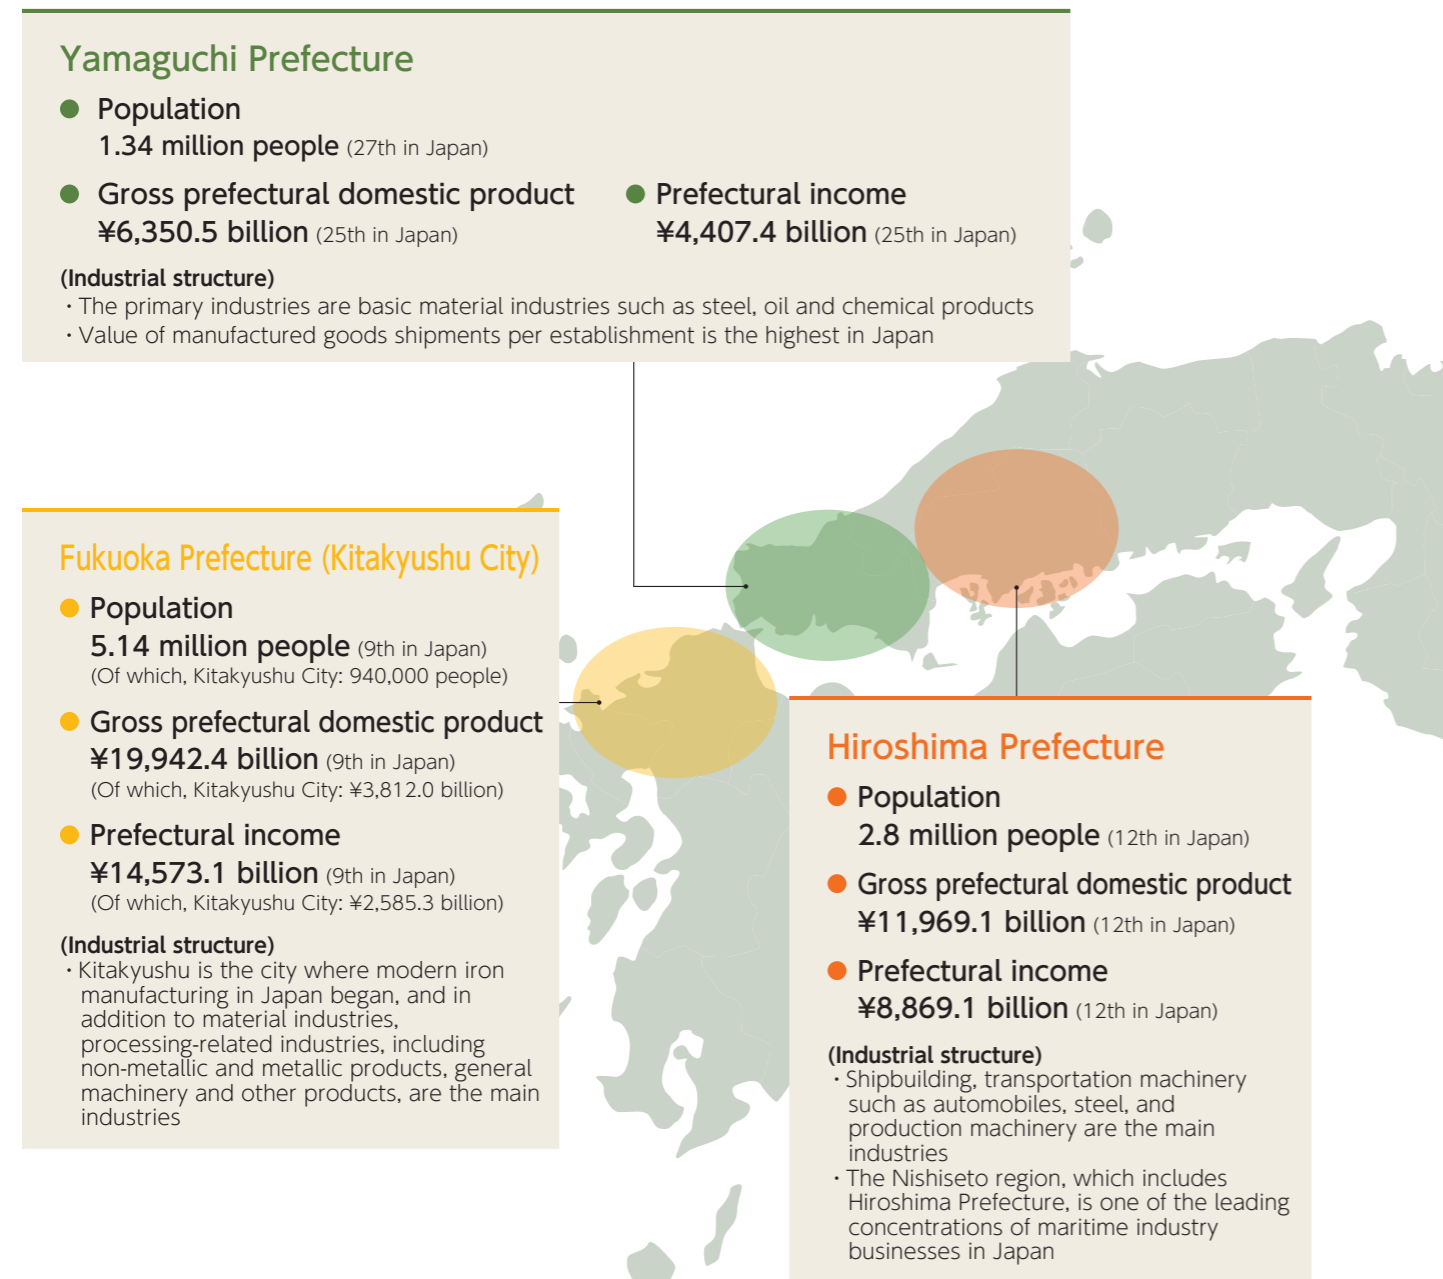 Yamaguchi Prefecture
● Population
1.34 million people (27th in Japan)
● Gross prefectural domestic product
¥6,350.5 billion (25th in Japan)
● Prefectural income
¥4,407.4 billion (25th in Japan)
(Industrial structure)
・The primary industries are basic material industries such as steel, oil and chemical products
・Value of manufactured goods shipments per establishment is the highest in Japan
Fukuoka Prefecture (Kitakyushu City)
● Population
5.14 million people (9th in Japan)
(Of which, Kitakyushu City: 940,000 people)
● Gross prefectural domestic product
¥19,942.4 billion (9th in Japan)
(Of which, Kitakyushu City: ¥3,812.0 billion)
● Prefectural income
¥14,573.1 billion (9th in Japan)
(Of which, Kitakyushu City: ¥2,585.3 billion)
(Industrial structure)
・Kitakyushu is the city where modern iron
manufacturing in Japan began, and in
addition to material industries,
processing-related industries, including
non-metallic and metallic products, general
machinery and other products, are the main
industries
Hiroshima Prefecture
● Population
2.8 million people (12th in Japan)
● Gross prefectural domestic product
¥11,969.1 billion (12th in Japan)
● Prefectural income
¥8,869.1 billion (12th in Japan)
(Industrial structure)
・Shipbuilding, transportation machinery
such as automobiles, steel, and
production machinery are the main
industries
・The Nishiseto region, which includes
Hiroshima Prefecture, is one of the leading
concentrations of maritime industry
businesses in Japan